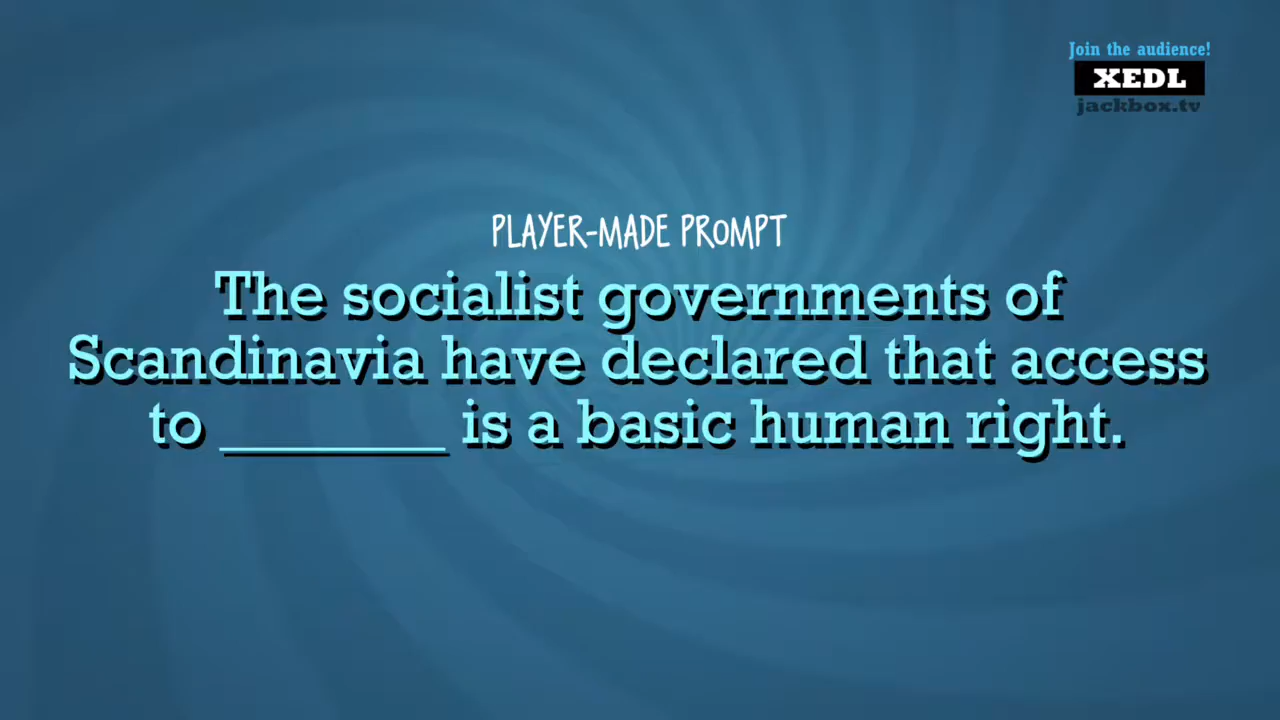 Join the audience!
XEDL
jackbox.tv
PLAYER-MADE PROMPT
The socialist governments of
Scandinavia have declared that access
to ________ is a basic human right.